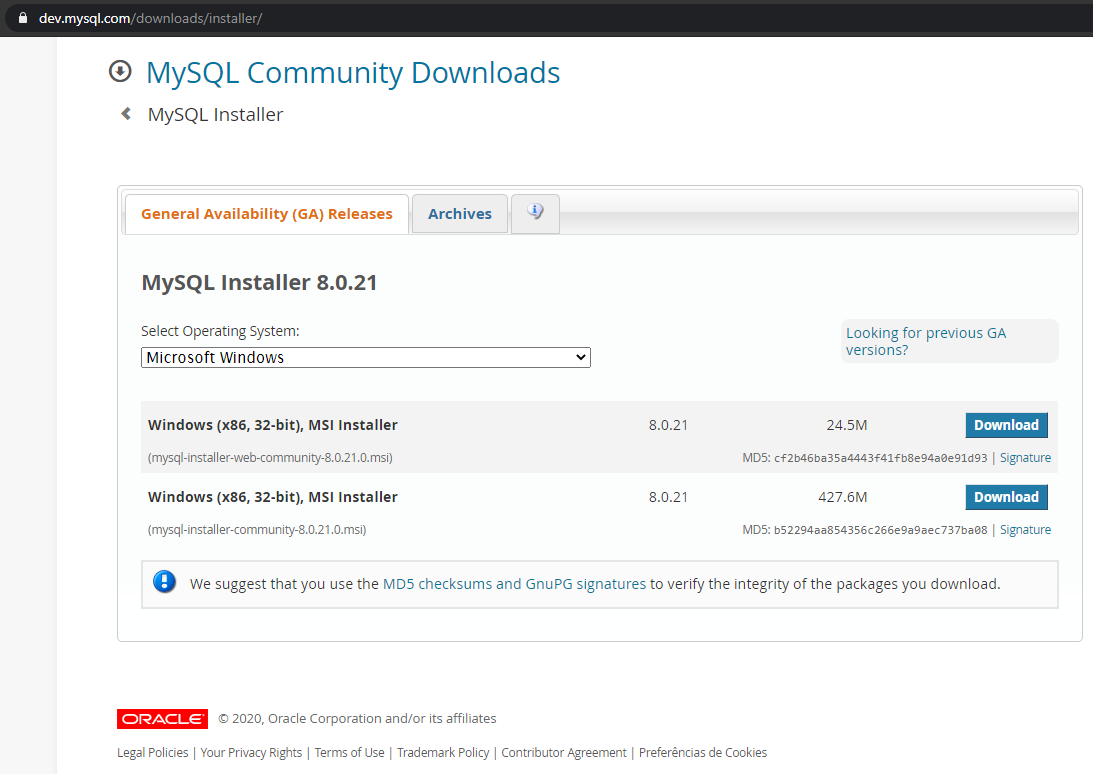 dev.mysql.com/downloads/installer/
MySQL Community Downloads
MySQL Installer
General Availability (GA) Releases
Archives
MySQL Installer 8.0.21
Select Operating System:
Microsoft Windows
Looking for previous GA
versions?
Windows (x86, 32-bit), MSI Installer 8.0.21 24.5M Download
(mysql-installer-web-community-8.0.21.0.msi) MD5: cf2b46ba35a4443f41fb8e94a0e91d93 | Signature
Windows (x86, 32-bit), MSI Installer 8.0.21 427.6M Download
(mysql-installer-community-8.0.21.0.msi) MD5: b52294aa854356c266e9a9aec737ba08 | Signature
We suggest that you use the MD5 checksums and GnuPG signatures to verify the integrity of the packages you download.
ORACLE © 2020, Oracle Corporation and/or its affiliates
Legal Policies | Your Privacy Rights | Terms of Use | Trademark Policy | Contributor Agreement | Preferências de Cookies